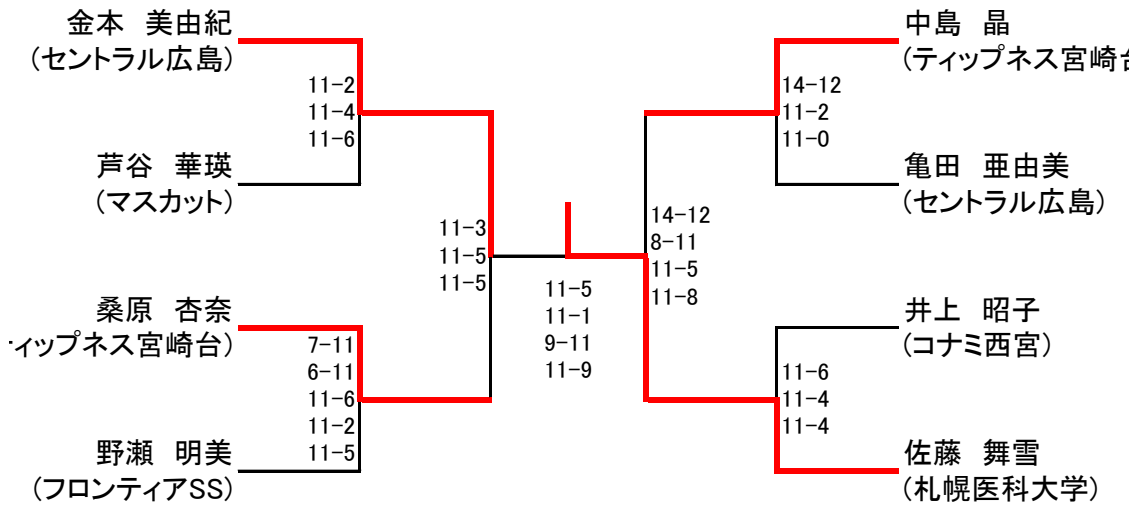 金本 美由紀
(セントラル広島)
11-2
11-4
11-6
芦谷 華瑛
(マスカット)
11-3
11-5
11-5
桑原 杏奈
ィップネス宮崎台)
7-11
6-11
11-6
11-2
11-5
野瀬 明美
(フロンティアSS)
11-5
11-1
9-11
11-9
中島 晶
(ティップネス宮崎台
14-12
11-2
11-0
亀田 亜由美
(セントラル広島)
14-12
8-11
11-5
11-8
井上 昭子
(コナミ西宮)
11-6
11-4
11-4
佐藤 舞雪
(札幌医科大学)